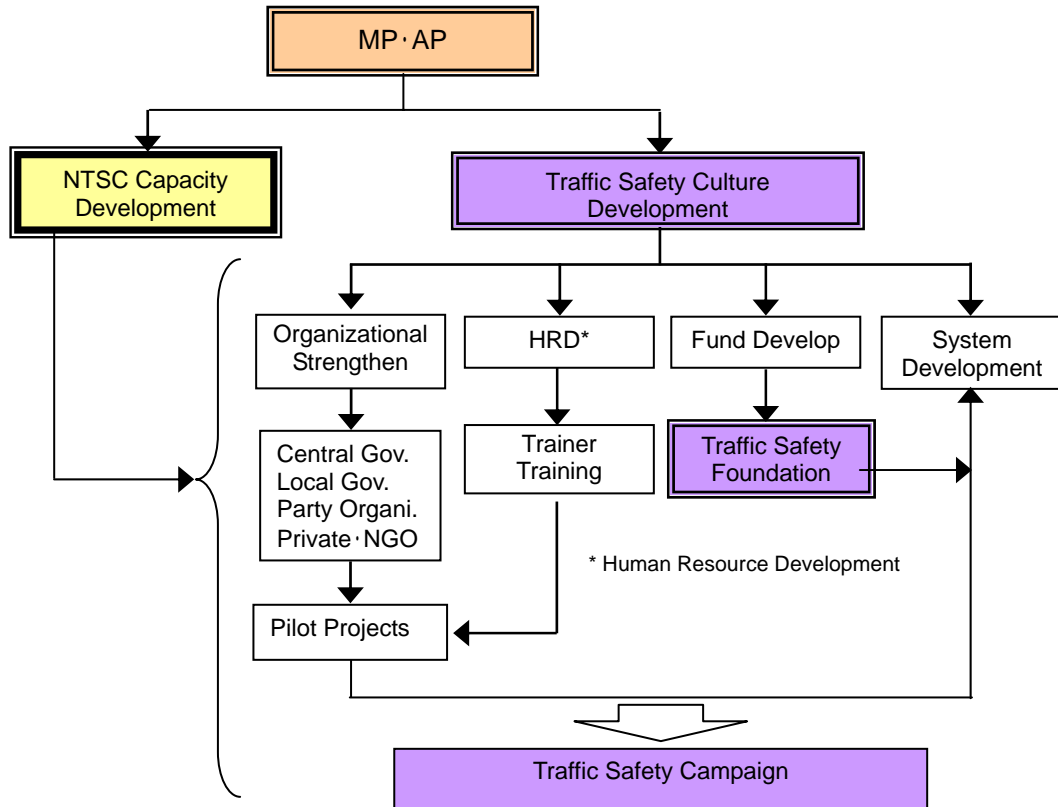 MP·AP
NTSC Capacity
Development
Traffic Safety Culture
Development
Organizational
Strengthen
HRD*
Fund Develop
System
Development
Central Gov.
Local Gov.
Party Organi.
Private·NGO
Trainer
Training
Traffic Safety
Foundation
* Human Resource Development
Pilot Projects
Traffic Safety Campaign